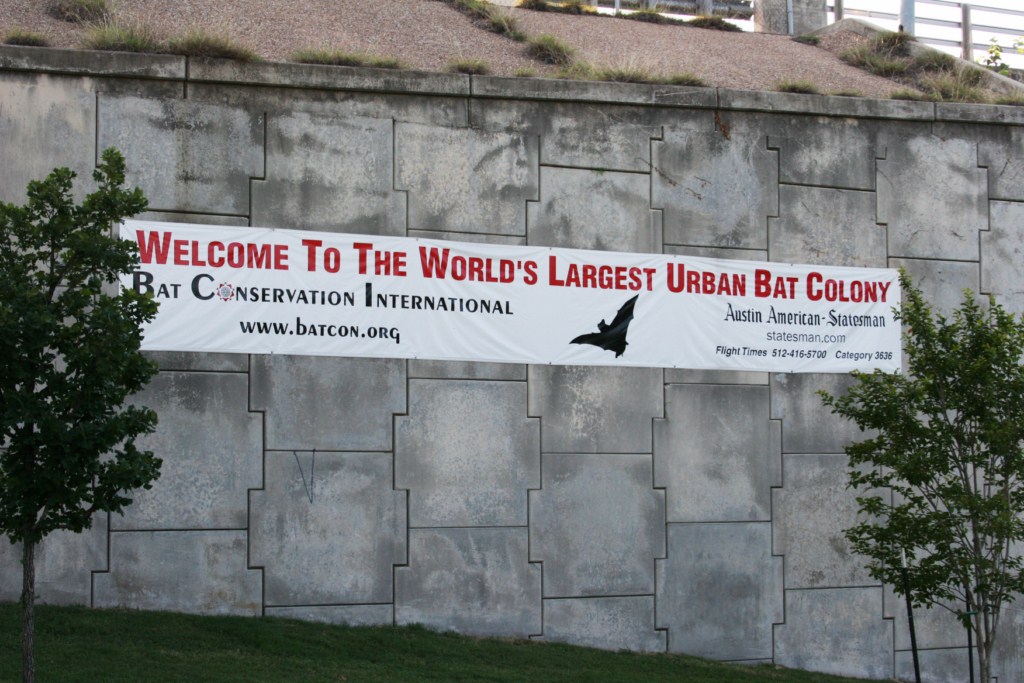 WELCOME TO THE WORLD'S LARGEST URBAN BAT COLONY
BAT CONSERVATION INTERNATIONAL
WWW.BATCON.ORG
Austin American-Statesman
statesman.com
Flight Times 512-416-5700 Category 3636